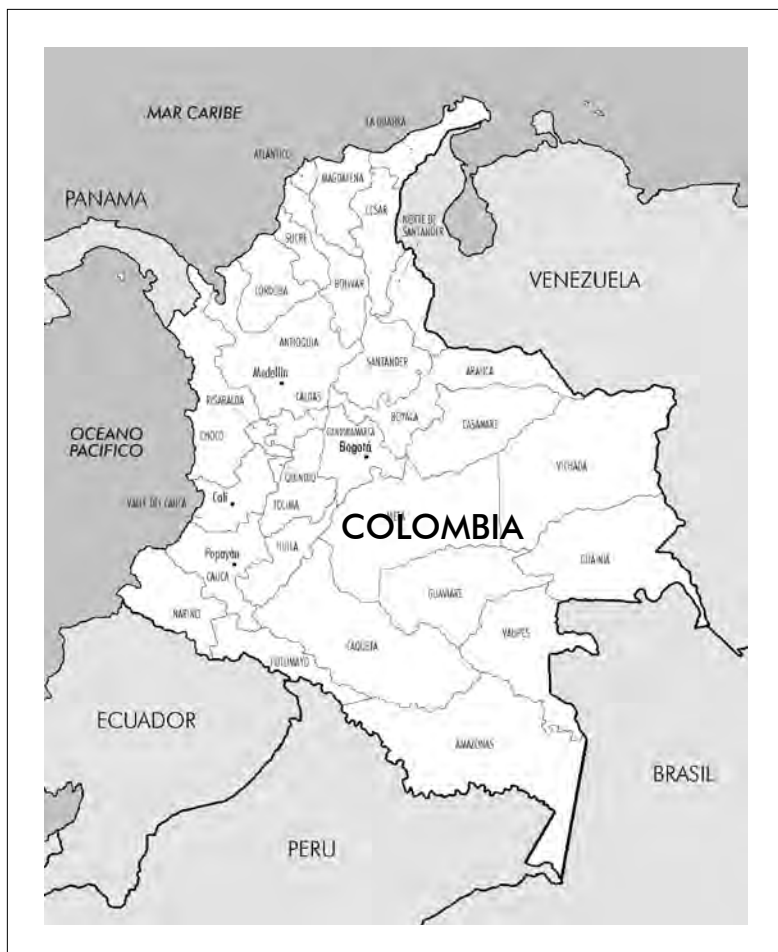 MAR CARIBE
LA GUAJIRA
ATLÁNTICO
MAGDALENA
PANAMA
CESAR
NORTE DE
SANTANDER
SUCRE
VENEZUELA
BOLIVAR
CORDOBA
ANTIOQUIA
SANTANDER
ARAUCA
Medellín
RISARALDA
CALDAS
BOYACA
CASANARE
CUNDINAMARCA
OCEANO
PACIFICO
CHOCO
Bogotá
VICHADA
QUINDIO
VALLE DEL CAUCA
Cali
TOLIMA
META
COLOMBIA
HUILA
Popayán
GUAINIA
CAUCA
GUAVIARE
NARIÑO
VAUPES
CAQUETA
PUTUMAYO
ECUADOR
AMAZONAS
BRASIL
PERU